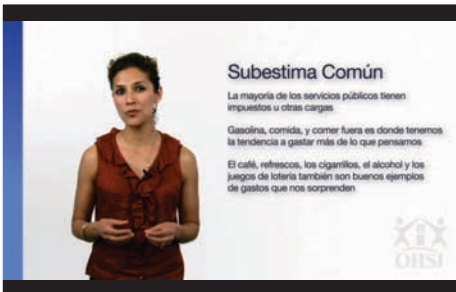 Subestima Común
La mayoría de los servicios públicos tienen
impuestos u otras cargas
Gasolina, comida, y comer fuera es donde tenemos
la tendencia a gastar más de lo que pensamos
El café, refrescos, los cigarrillos, el alcohol y los
juegos de lotería también son buenos ejemplos
de gastos que nos sorprenden
OHSI